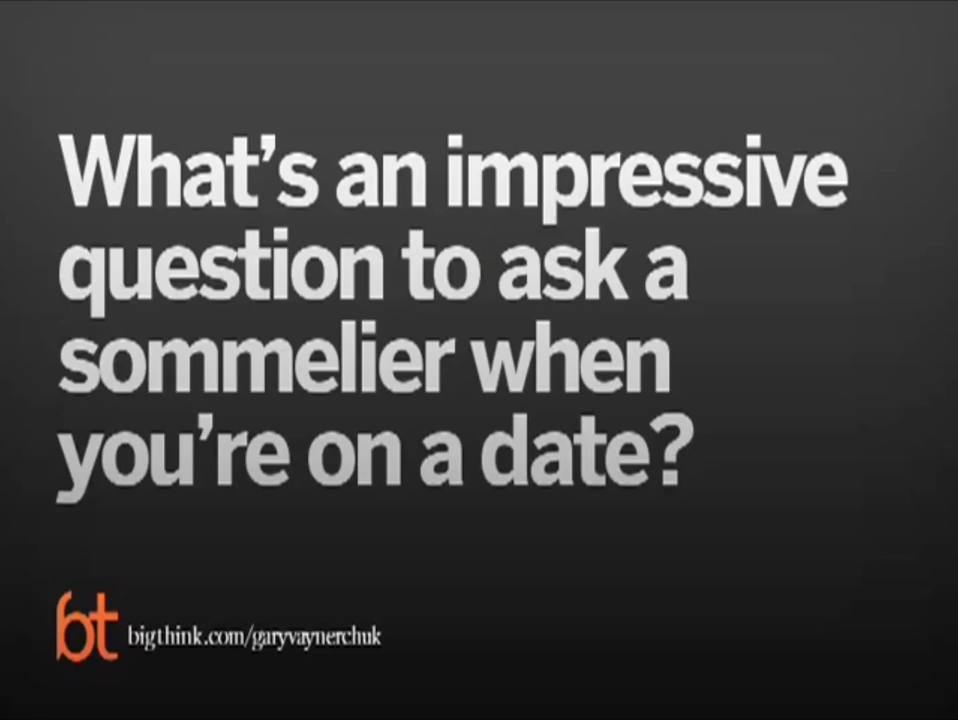 What's an impressive
question to ask a
sommelier when
you're on a date?
bt bigthink.com/garyvaynerchuk